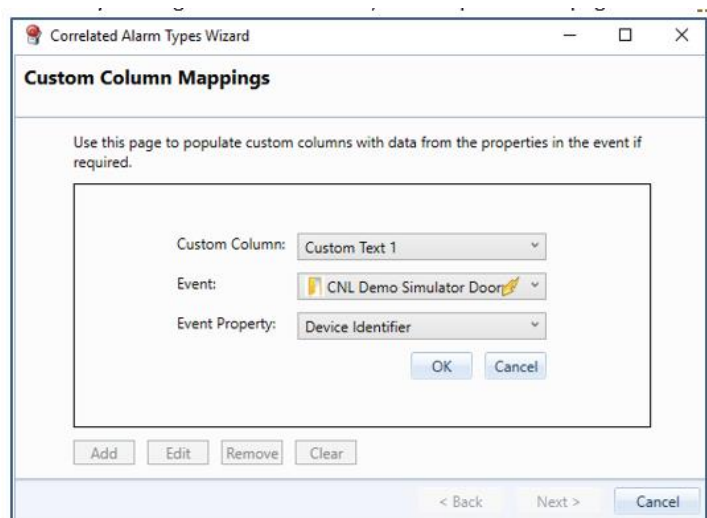 Correlated Alarm Types Wizard
Custom Column Mappings
Use this page to populate custom columns with data from the properties in the event if
required.
Custom Column: Custom Text 1
Event: CNL Demo Simulator Door
Event Property: Device Identifier
OK Cancel
Add Edit Remove Clear
< Back Next > Cancel